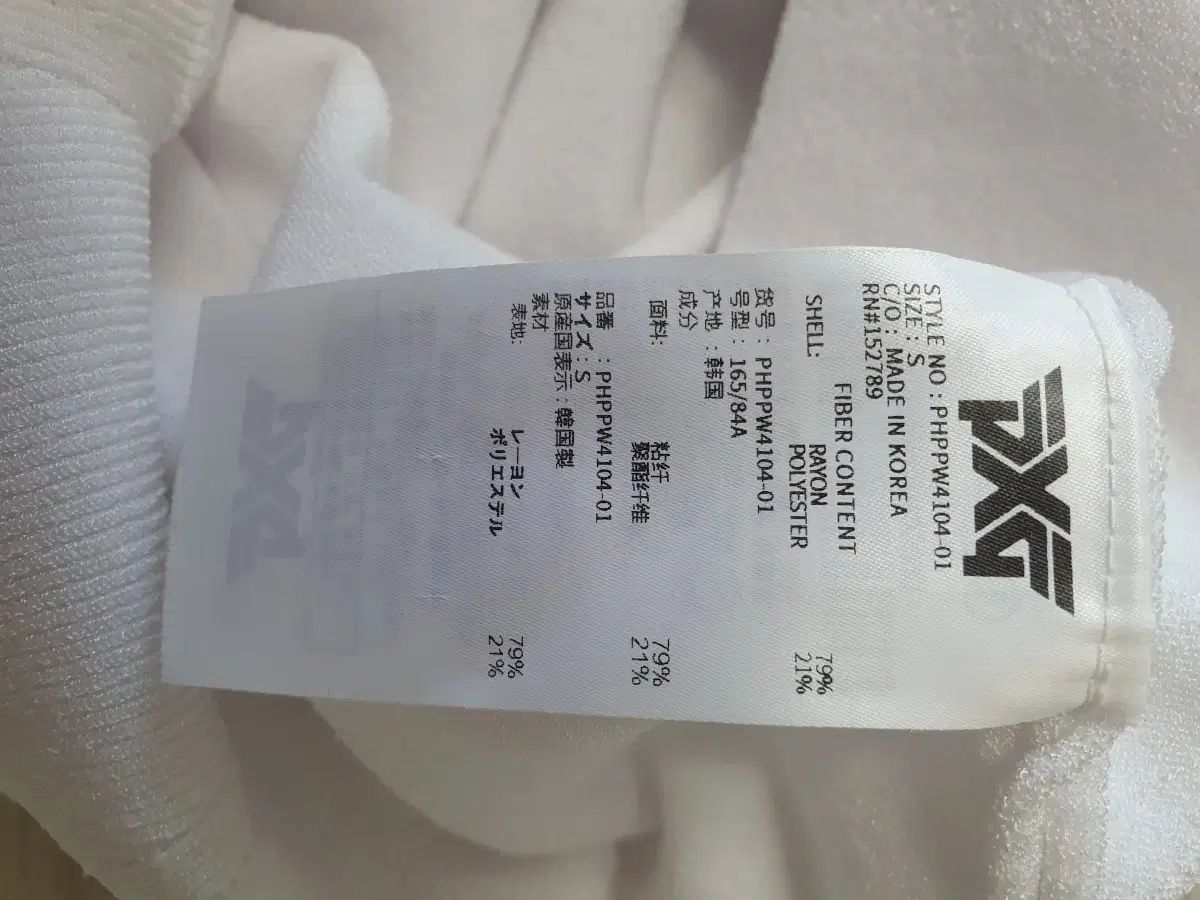 PXG
STYLE NO : PHPPW4104-01
SIZE : S
C/O : MADE IN KOREA
RN#152789
FIBER CONTENT
SHELL: RAYON 79%
POLYESTER 21%
货号 : PHPPW4104-01
号型 : 165/84A
产地 : 韩国
成分
面料: 粘纤 79%
聚酯纤维 21%
品番 : PHPPW4104-01
サイズ : S
原産国表示 : 韓国製
素材
表地: レーヨン 79%
ポリエステル 21%